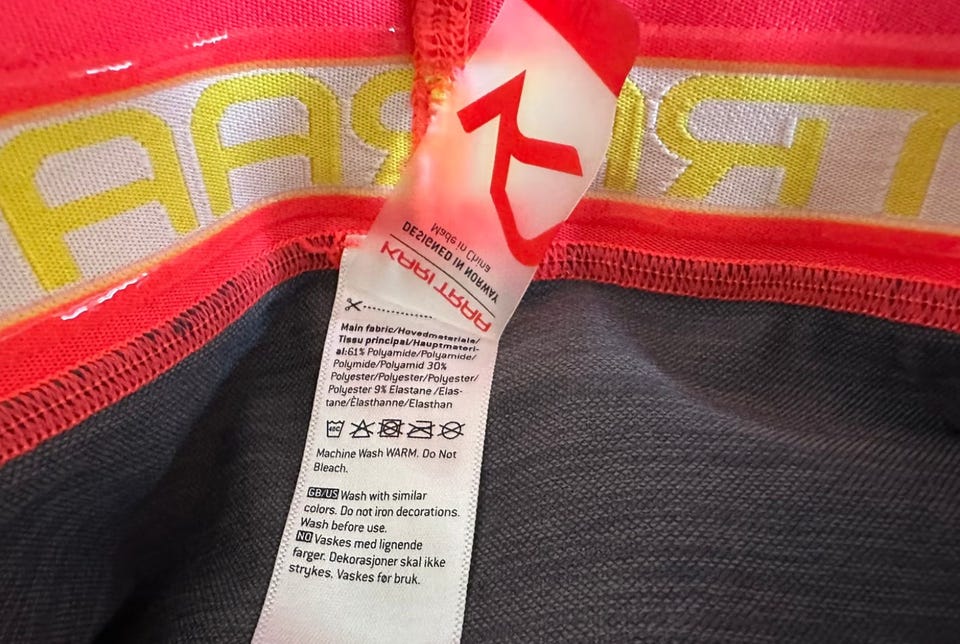 KARI TRAA
DESIGNED IN NORWAY
Made in China
Main fabric/Hovedmateriale/
Tissu principal/Hauptmateri-
al:61% Polyamide/Polyamide/
Polymide/Polyamid 30%
Polyester/Polyester/Polyester/
Polyester 9% Elastane /Elas-
tane/Élasthanne/Elasthan
40C
Machine Wash WARM. Do Not
Bleach.
GB/US Wash with similar
colors. Do not iron decorations.
Wash before use.
NO Vaskes med lignende
farger. Dekorasjoner skal ikke
strykes. Vaskes før bruk.